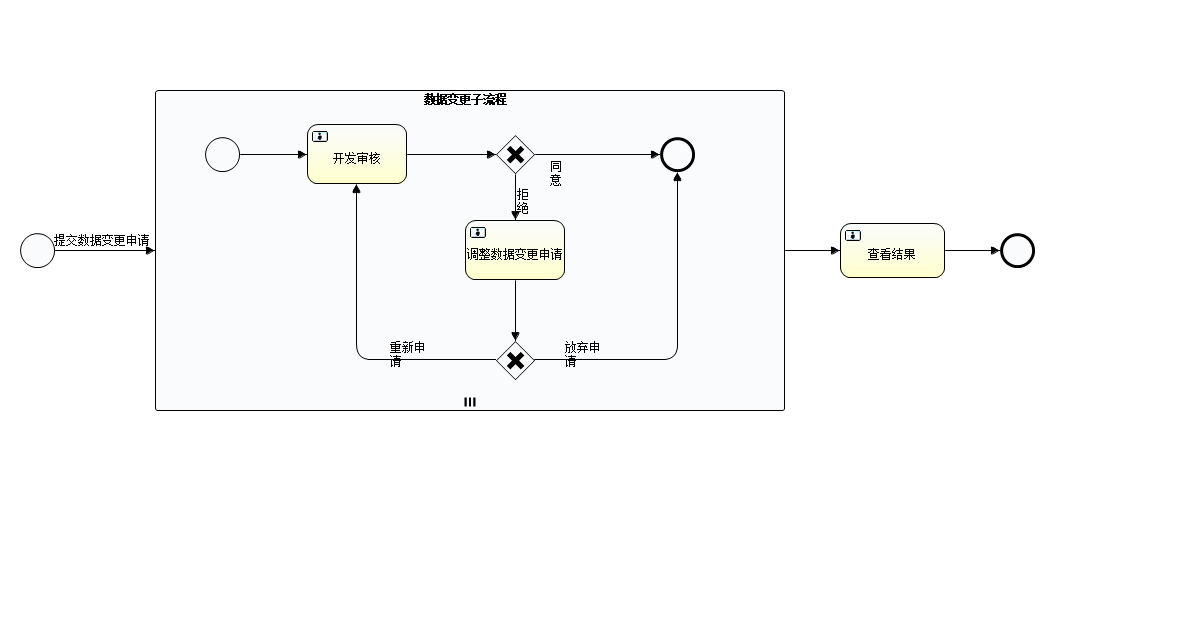 数据变更子流程
开发审核
同
意
拒
绝
提交数据变更申请
调整数据变更申请
查看结果
重新申
请
放弃申
请